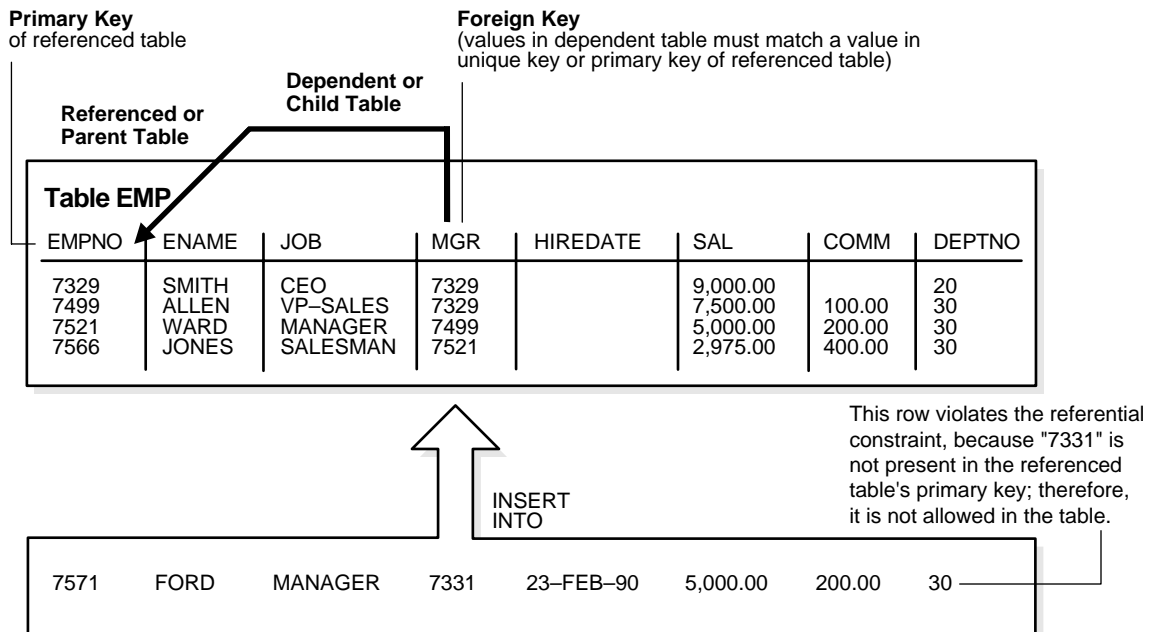 Primary Key
of referenced table
Foreign Key
(values in dependent table must match a value in
unique key or primary key of referenced table)
Dependent or
Child Table
Referenced or
Parent Table
Table EMP
EMPNO ENAME JOB MGR HIREDATE SAL COMM DEPTNO
7329 SMITH CEO 7329 9,000.00 20
7499 ALLEN VP–SALES 7329 7,500.00 100.00 30
7521 WARD MANAGER 7499 5,000.00 200.00 30
7566 JONES SALESMAN 7521 2,975.00 400.00 30
This row violates the referential
constraint, because "7331" is
not present in the referenced
table's primary key; therefore,
it is not allowed in the table.
INSERT
INTO
7571 FORD MANAGER 7331 23–FEB–90 5,000.00 200.00 30